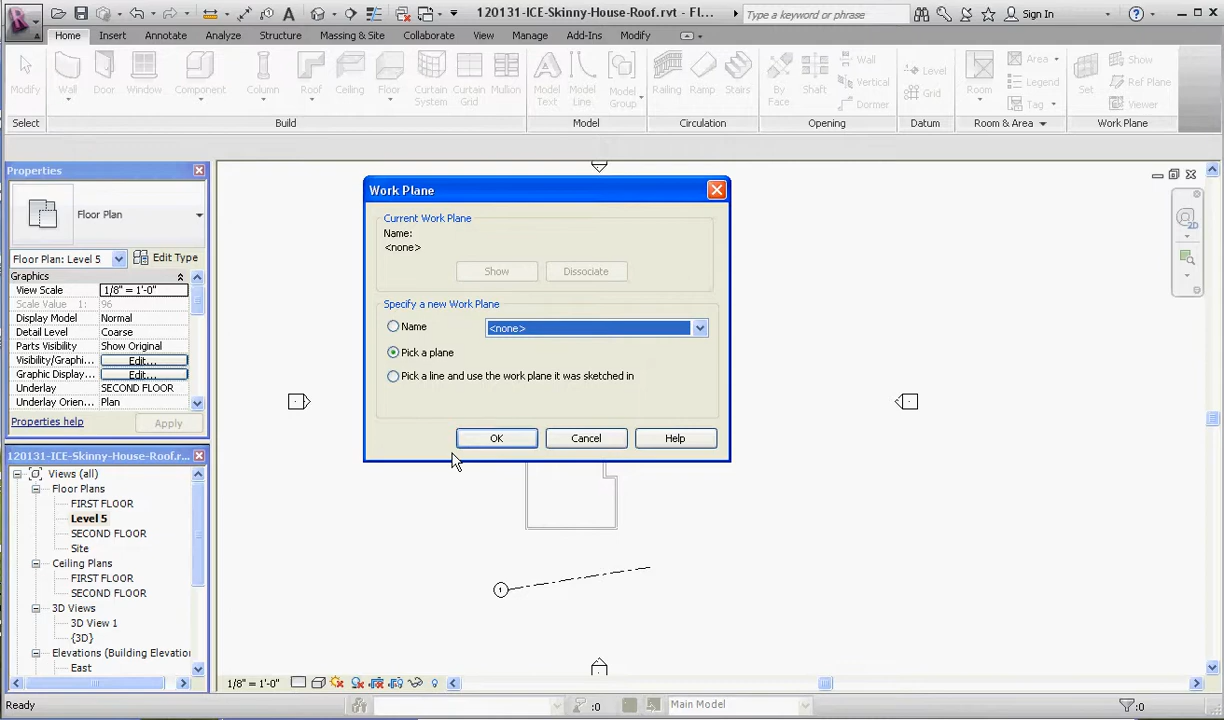 120131-ICE-Skinny-House-Roof.rvt - Fl...
Type a keyword or phrase
Sign In
Home Insert Annotate Analyze Structure Massing & Site Collaborate View Manage Add-Ins Modify
Modify Wall Door Window Component Column Roof Ceiling Floor Curtain System Curtain Grid Mullion Model Text Model Line Model Group Railing Ramp Stairs By Face Shaft Wall Vertical Dormer Level Grid Room Area Legend Tag Set Show Ref Plane Viewer
Select Build Model Circulation Opening Datum Room & Area Work Plane
Properties
Floor Plan
Floor Plan: Level 5 Edit Type
Graphics
View Scale 1/8" = 1'-0"
Scale Value 1: 96
Display Model Normal
Detail Level Coarse
Parts Visibility Show Original
Visibility/Graphi... Edit...
Graphic Display... Edit...
Underlay SECOND FLOOR
Underlay Orien... Plan
Properties help Apply
120131-ICE-Skinny-House-Roof.r...
Views (all)
Floor Plans
FIRST FLOOR
Level 5
SECOND FLOOR
Site
Ceiling Plans
FIRST FLOOR
SECOND FLOOR
3D Views
3D View 1
{3D}
Elevations (Building Elevation
East
Work Plane
Current Work Plane
Name:
<none>
Show Dissociate
Specify a new Work Plane
Name <none>
Pick a plane
Pick a line and use the work plane it was sketched in
OK Cancel Help
2D
1
1/8" = 1'-0"
Ready :0 Main Model :0